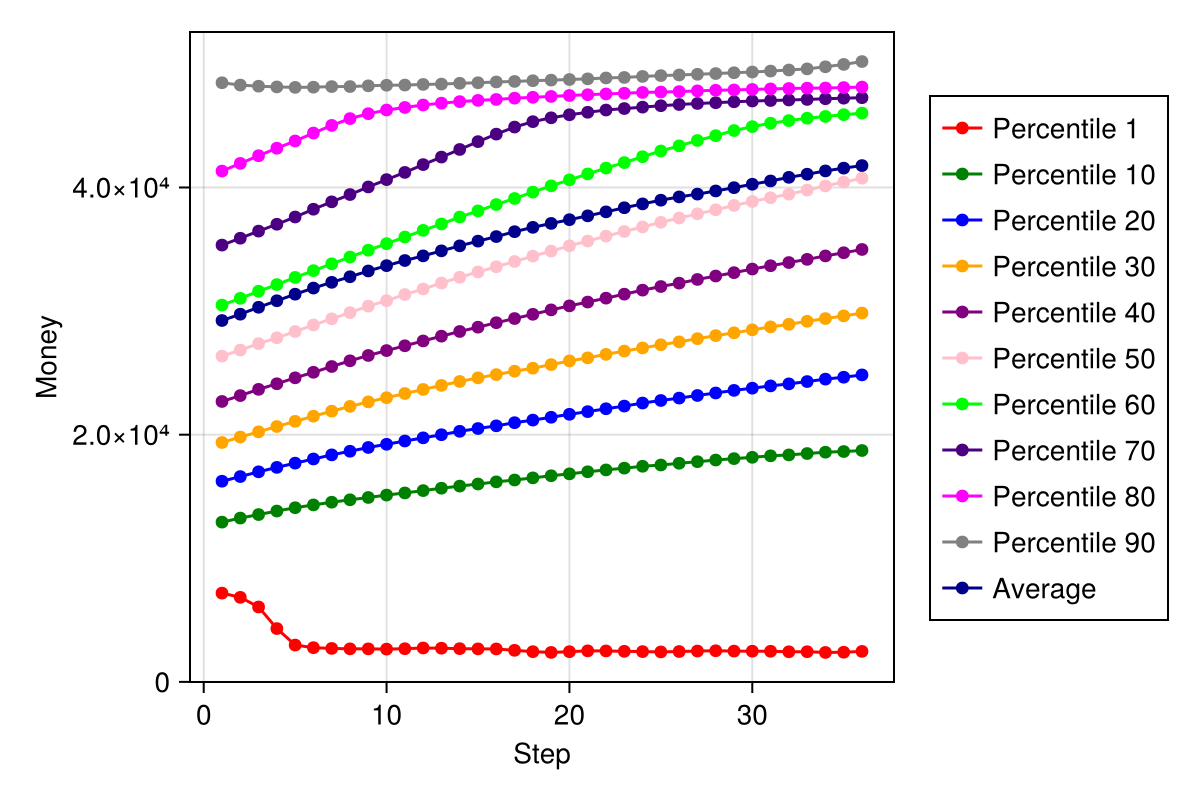 Money
4.0×10⁴
2.0×10⁴
0
0
10
20
30
Step
Percentile 1
Percentile 10
Percentile 20
Percentile 30
Percentile 40
Percentile 50
Percentile 60
Percentile 70
Percentile 80
Percentile 90
Average